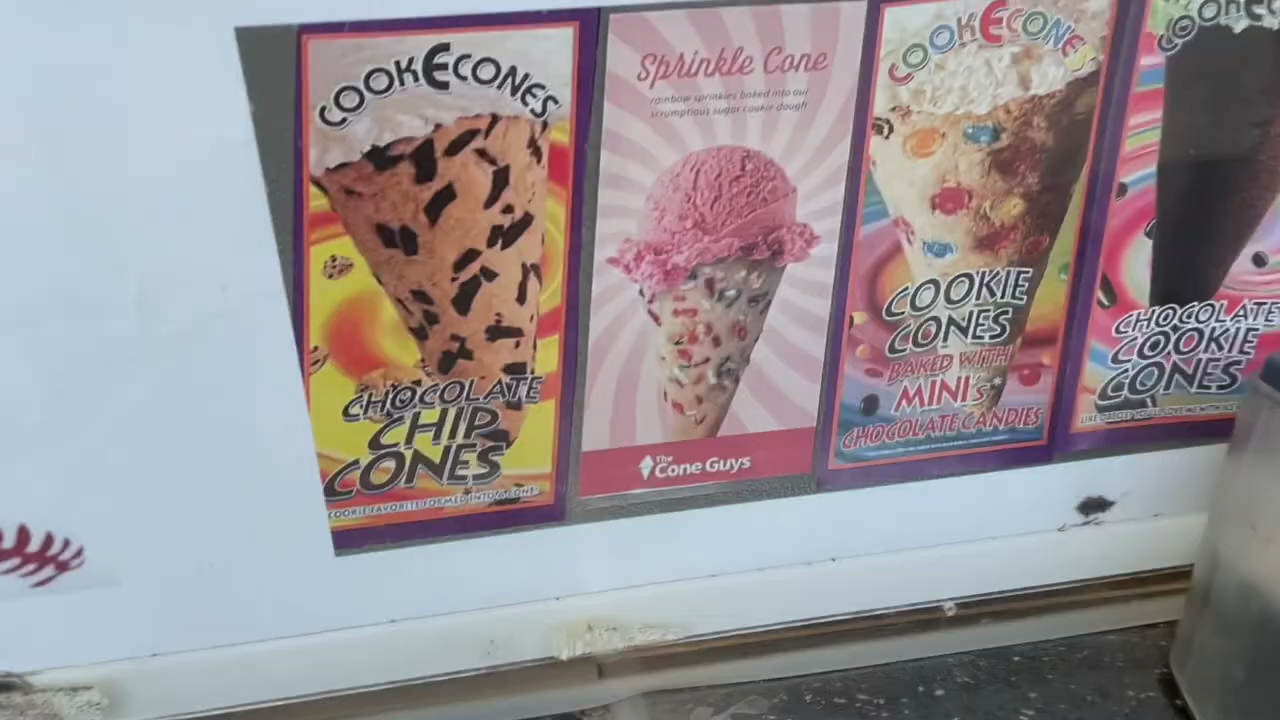 COOKECONES
CHOCOLATE
CHIP
CONES
COOKIE FAVORITE FORMED INTO A CONE!
Sprinkle Cone
rainbow sprinkles baked into our
scrumptious sugar cookie dough
The
Cone Guys
COOKECONES
COOKIE
CONES
BAKED WITH
MINI's*
CHOCOLATE CANDIES
CHOCOLATE
COOKIE
CONES